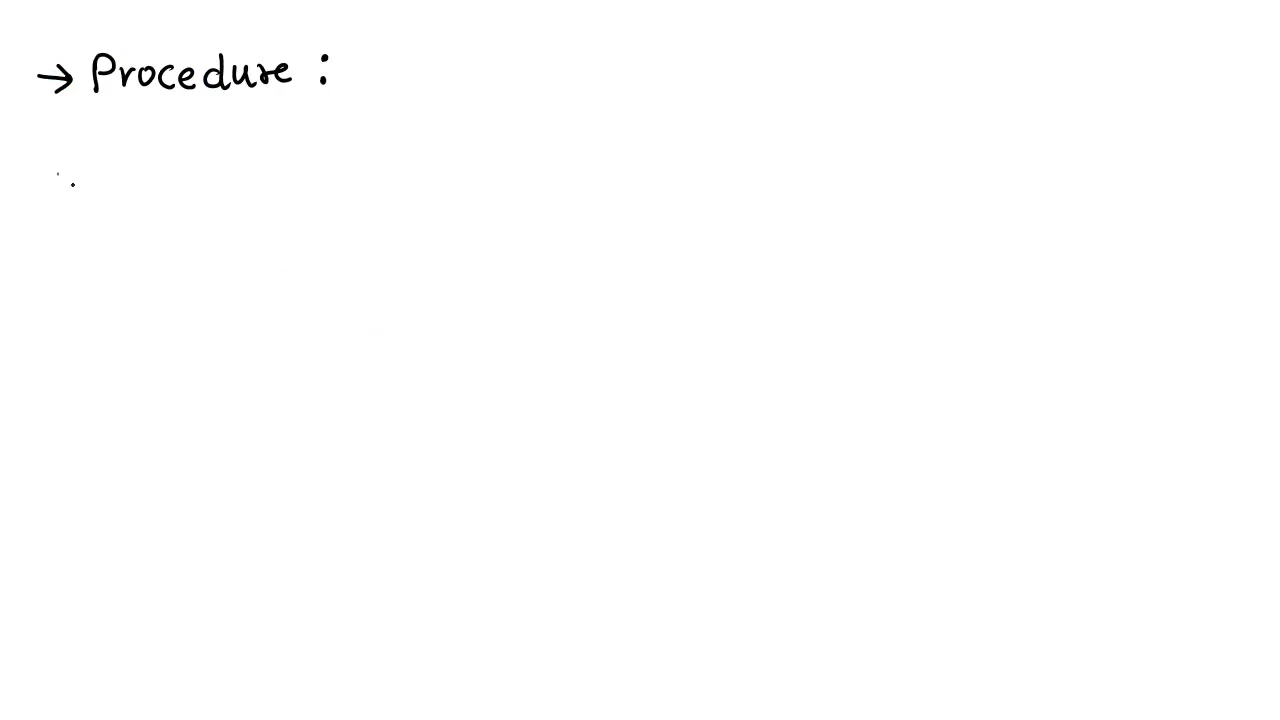 → Procedure :